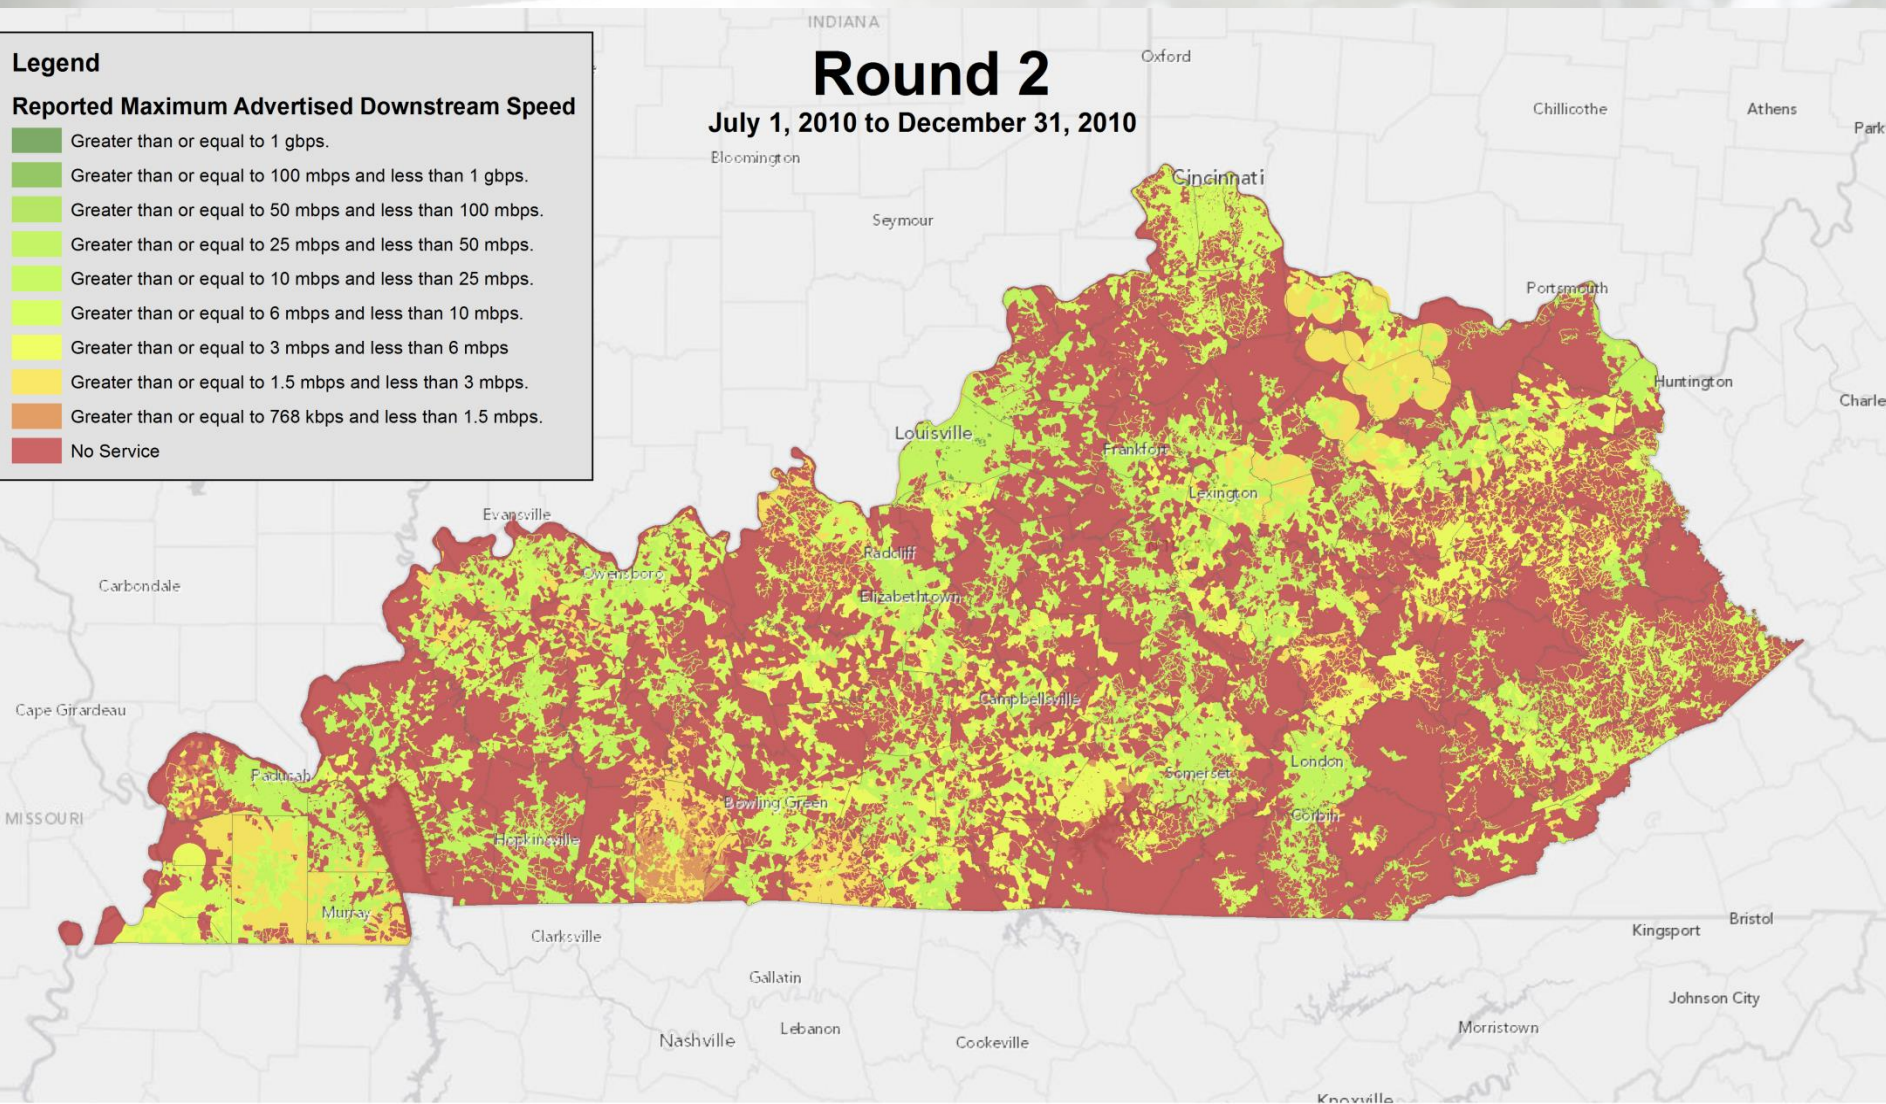 INDIANA
Round 2
July 1, 2010 to December 31, 2010
Legend
Reported Maximum Advertised Downstream Speed
Greater than or equal to 1 gbps.
Greater than or equal to 100 mbps and less than 1 gbps.
Greater than or equal to 50 mbps and less than 100 mbps.
Greater than or equal to 25 mbps and less than 50 mbps.
Greater than or equal to 10 mbps and less than 25 mbps.
Greater than or equal to 6 mbps and less than 10 mbps.
Greater than or equal to 3 mbps and less than 6 mbps
Greater than or equal to 1.5 mbps and less than 3 mbps.
Greater than or equal to 768 kbps and less than 1.5 mbps.
No Service
Oxford
Chillicothe
Athens
Park
Bloomington
Cincinnati
Seymour
Portsmouth
Huntington
Charle
Louisville
Frankfort
Lexington
Evansville
Radcliff
Owensboro
Carbondale
Elizabethtown
Campbellsville
Cape Girardeau
Paducah
Somerset
London
Bowling Green
MISSOURI
Corbin
Hopkinsville
Murray
Clarksville
Bristol
Kingsport
Gallatin
Johnson City
Lebanon
Morristown
Nashville
Cookeville
Knoxville